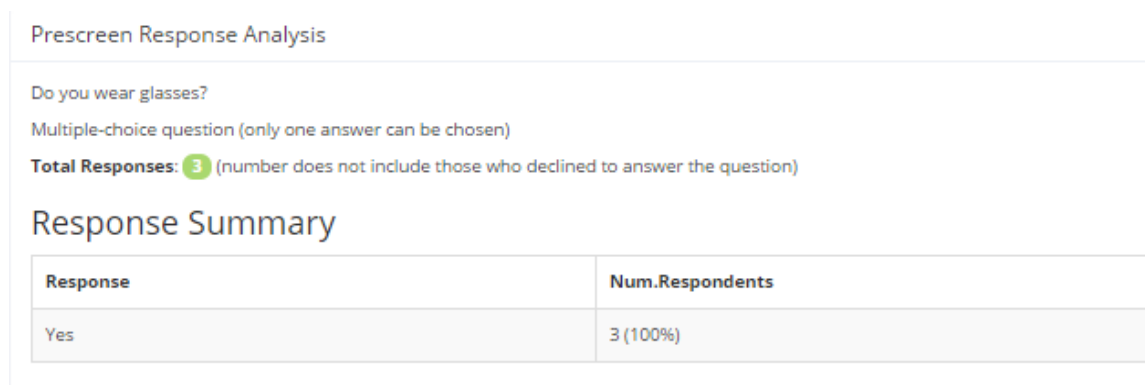 Prescreen Response Analysis
Do you wear glasses?
Multiple-choice question (only one answer can be chosen)
Total Responses: 3 (number does not include those who declined to answer the question)
Response Summary
Response Num.Respondents
Yes 3 (100%)